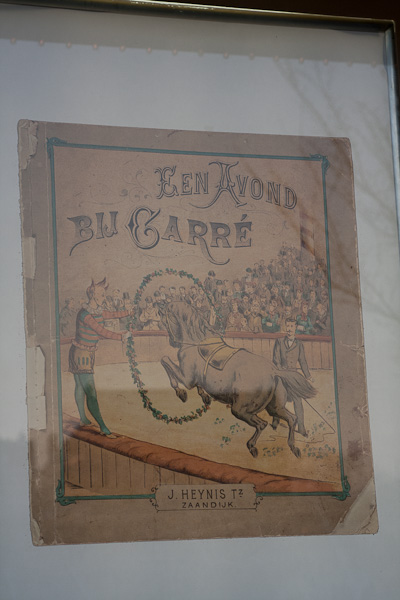 EEN AVOND
BIJ CARRÉ
J. HEYNIS Tz
ZAANDIJK.